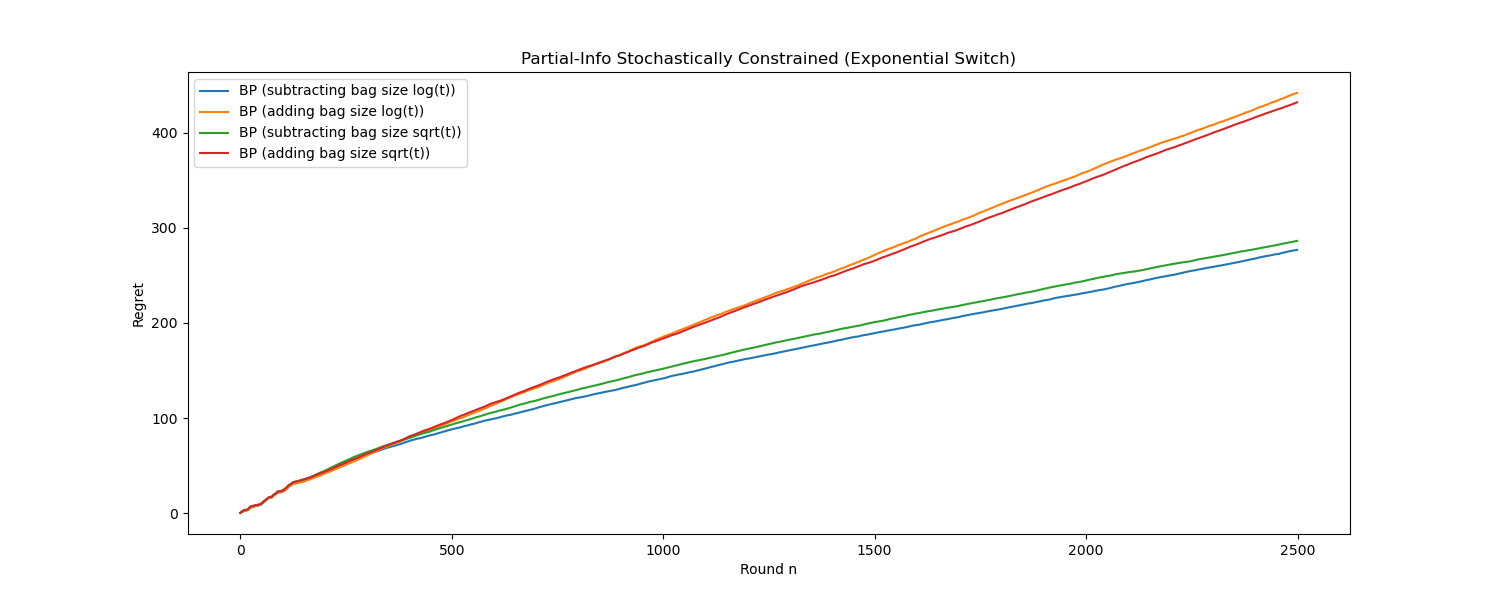 Partial-Info Stochastically Constrained (Exponential Switch)
BP (subtracting bag size log(t))
BP (adding bag size log(t))
BP (subtracting bag size sqrt(t))
BP (adding bag size sqrt(t))
Regret
400
300
200
100
0
0 500 1000 1500 2000 2500
Round n